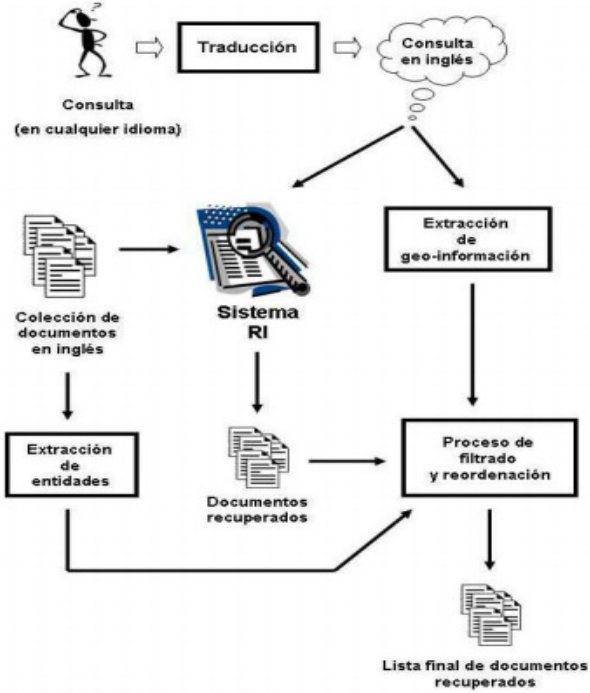 Consulta
(en cualquier idioma)
Traducción
Consulta
en inglés
Colección de
documentos
en inglés
Sistema
RI
Extracción
de
geo-información
Extracción
de
entidades
Documentos
recuperados
Proceso de
filtrado
y reordenación
Lista final de documentos
recuperados